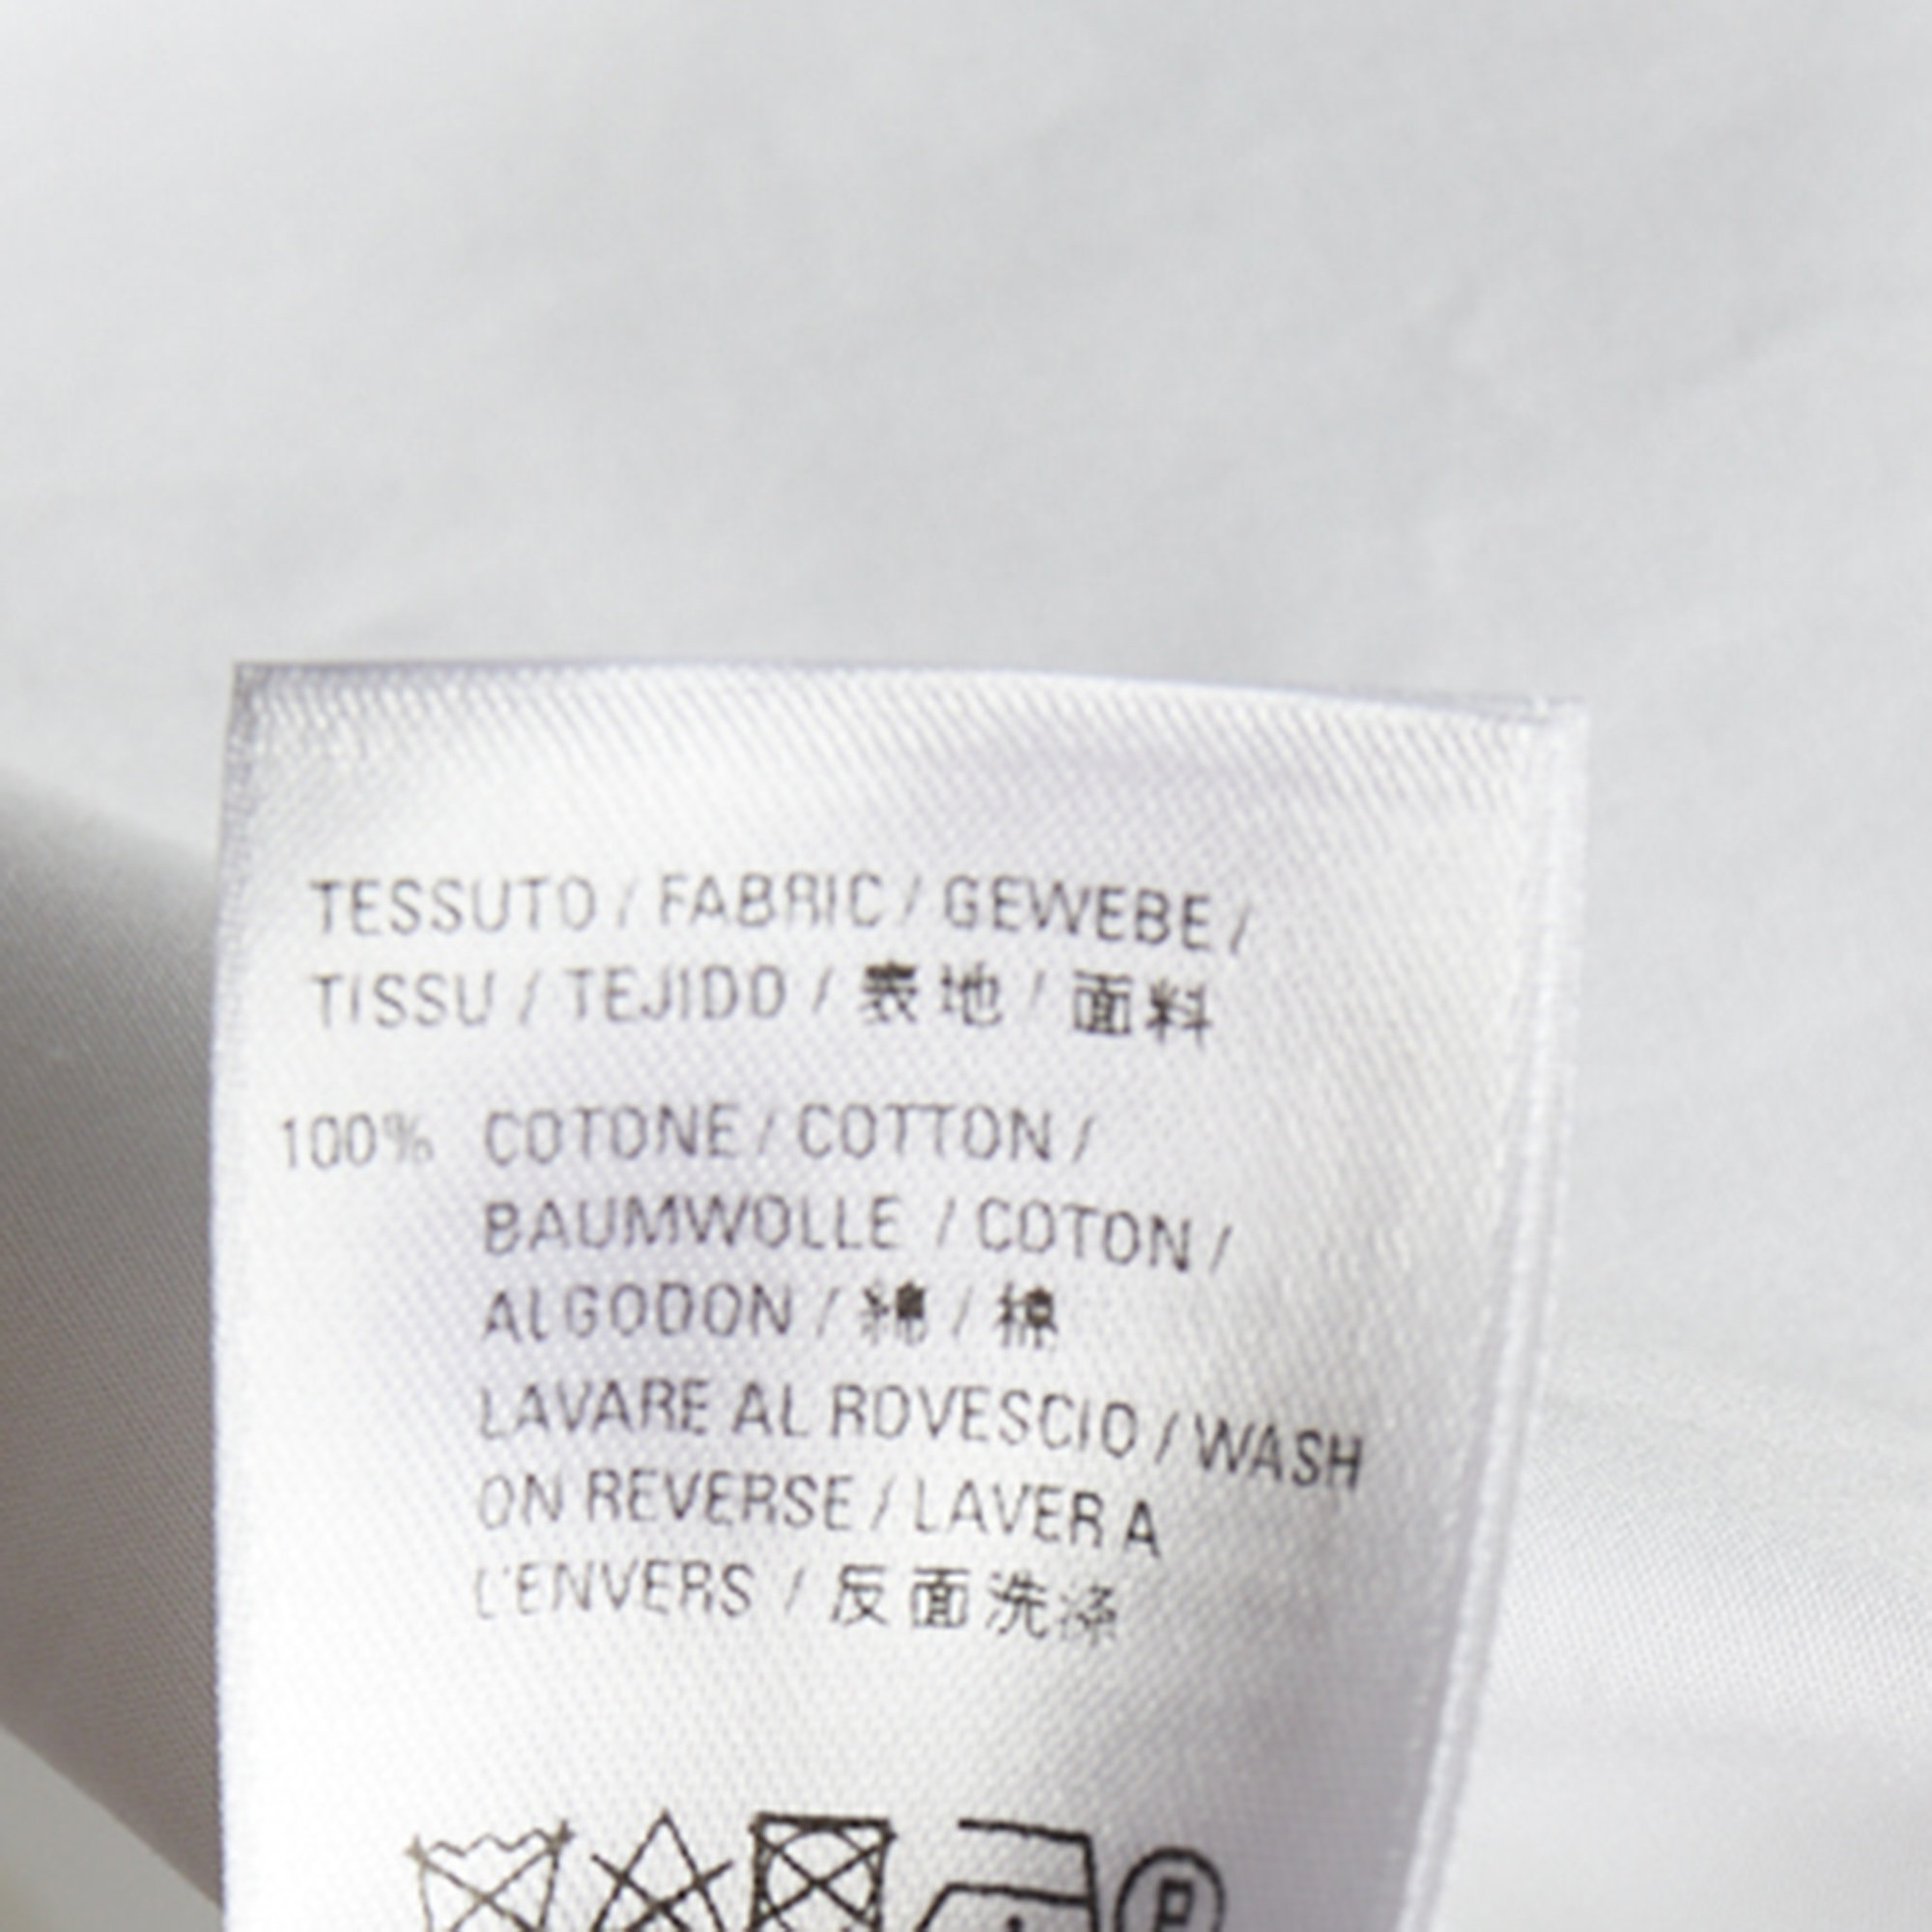 TESSUTO / FABRIC / GEWEBE /
TISSU / TEJIDO / 表地 / 面料
100% COTONE / COTTON /
BAUMWOLLE / COTON /
ALGODON / 綿 / 棉
LAVARE AL ROVESCIO / WASH
ON REVERSE / LAVER A
L'ENVERS / 反面洗涤
P